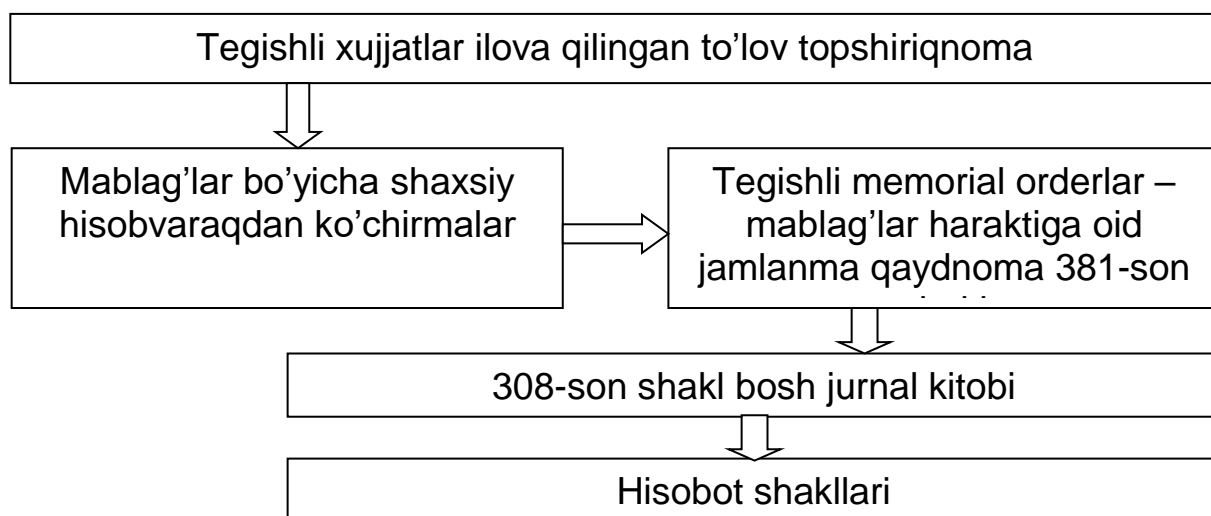 Tegishli xujjatlar ilova qilingan to’lov topshiriqnoma
Mablag’lar bo’yicha shaxsiy
hisobvaraqdan ko’chirmalar
Tegishli memorial orderlar –
mablag’lar haraktiga oid
jamlanma qaydnoma 381-son
308-son shakl bosh jurnal kitobi
Hisobot shakllari